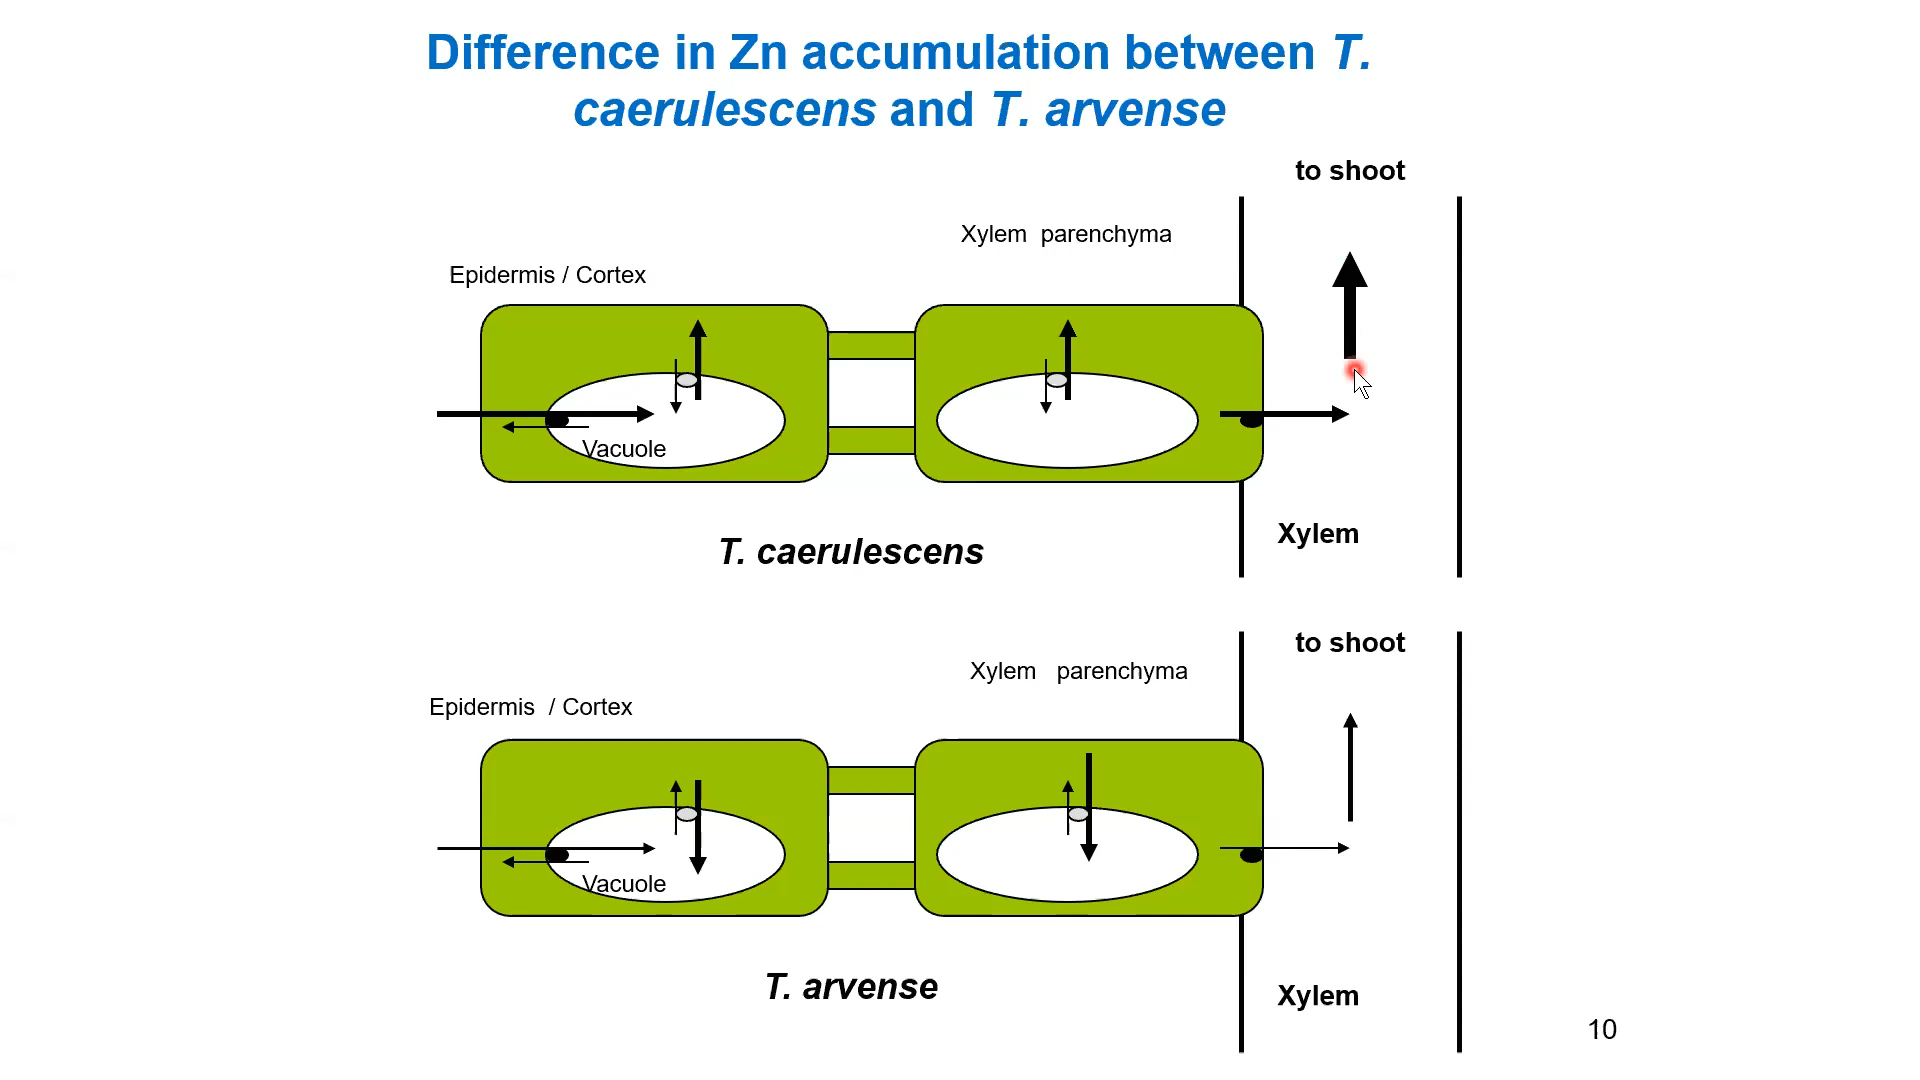 Difference in Zn accumulation between T.
caerulescens and T. arvense
to shoot
Xylem parenchyma
Epidermis / Cortex
Vacuole
Xylem
T. caerulescens
to shoot
Xylem parenchyma
Epidermis / Cortex
Vacuole
T. arvense
Xylem
10